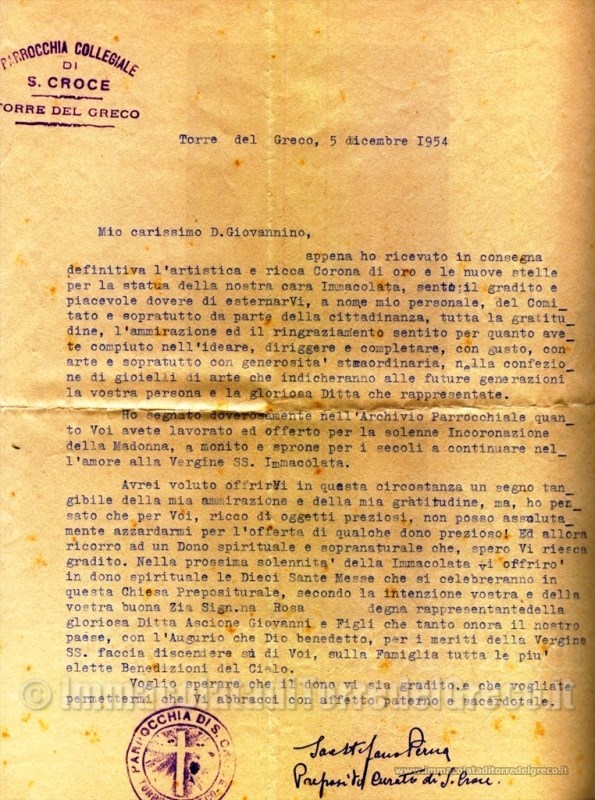 PARROCCHIA COLLEGIALE
DI
S. CROCE
TORRE DEL GRECO
Torre del Greco, 5 dicembre I954
Mio carissimo D.Giovannino,
appena ho ricevuto in consegna
definitiva l'artistica e ricca Corona di oro e le nuove stelle
per la statua della nostra cara Immacolata, sento il gradito e
piacevole dovere di esternarVi, a nome mio personale, del Comi_
tato e sopratutto da parte della cittadinanza, tutta la gratitu_
dine, l'ammirazione ed il ringraziamento sentito per quanto ave_
te compiuto nell'ideare, diriggere e completare, con gusto, con
arte e sopratutto con generosita' straordinaria, nella confezio_
ne di gioielli di arte che indicheranno alle future generazioni
la vostra persona e la gloriosa Ditta che rappresentate.
Ho segnato doverosamente nell'Archivio Parrocchiale quan_
to Voi avete lavorato ed offerto per la solenne Incoronazione
della Madonna, a monito e sprone per i secoli a continuare nel_
l'amore alla Vergine SS. Immacolata.
Avrei voluto offrirVi in questa circostanza un segno tan_
gibile della mia ammirazione e della mia gratitudine, ma, ho pen_
sato che per Voi, ricco di oggetti preziosi, non posso assoluta_
mente azzardarmi per l'offerta di qualche dono prezioso! Ed allora
ricorro ad un Dono spirituale e sopranaturale che, spero Vi riesca
gradito. Nella prossima solennita' della Immacolata vi offriro'
in dono spirituale le Dieci Sante Messe che si celebreranno in
questa Chiesa Prepositurale, secondo la intenzione vostra e della
vostra buona Zia Sign.na Rosa degna rappresentantedella
gloriosa Ditta Ascione Giovanni e Figli che tanto onora il nostro
paese, con l'Augurio che Dio benedetto, per i meriti della Vergine
SS. faccia discendere su di Voi, sulla Famiglia tutta le piu'
elette Benedizioni del Cielo.
Voglio sperare che il dono vi sia gradito e che vogliate
permettermi che Vi abbracci con affetto paterno e sacerdotale.
© immacolataditorredelgreco.it
PARROCCHIA DI S. C
TORRE
Sac Stefano Perna
Preposito Curato di S. Croce
www.immacolataditorredelgreco.it